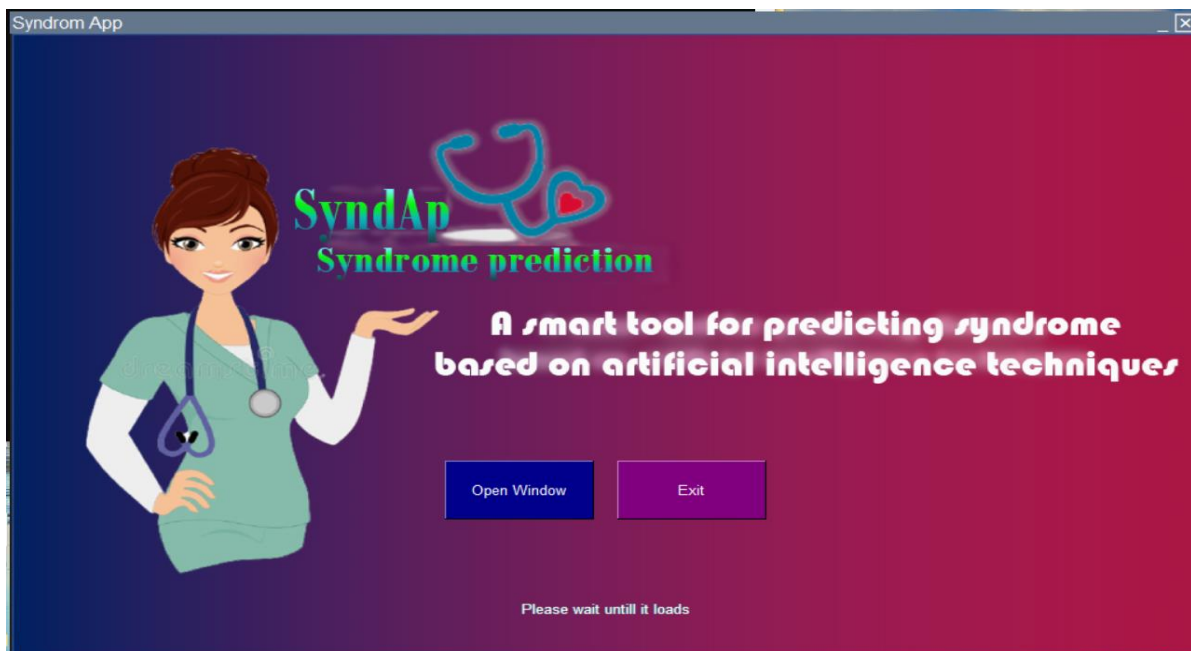 Syndrom App
SyndAp
Syndrome prediction
A smart tool for predicting syndrome
based on artificial intelligence techniques
dreamstime.
Open Window
Exit
Please wait untill it loads